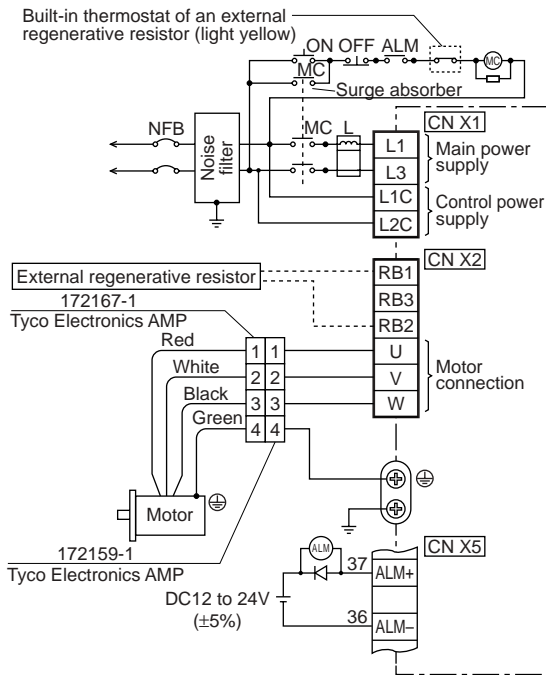 Built-in thermostat of an external
regenerative resistor (light yellow)
ON OFF ALM
MC
MC
Surge absorber
NFB
Noise
filter
MC L
CN X1
L1
L3
L1C
L2C
Main power
supply
Control power
supply
CN X2
External regenerative resistor
RB1
RB3
RB2
172167-1
Tyco Electronics AMP
Red
1 1
U
White
2 2
V
Black
3 3
W
Green
4 4
Motor
connection
Motor
172159-1
Tyco Electronics AMP
CN X5
ALM
37
ALM+
DC12 to 24V
(±5%)
36
ALM–